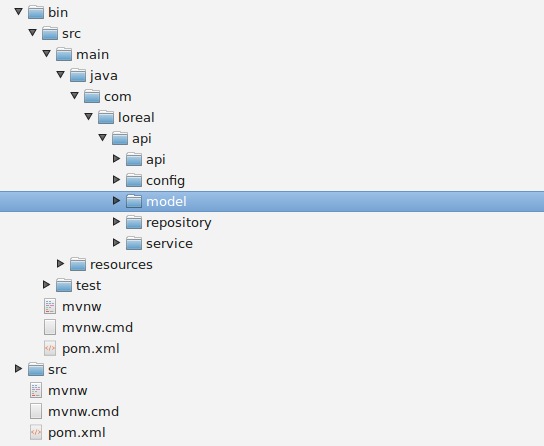 bin
src
main
java
com
loreal
api
api
config
model
repository
service
resources
test
mvnw
mvnw.cmd
pom.xml
src
mvnw
mvnw.cmd
pom.xml